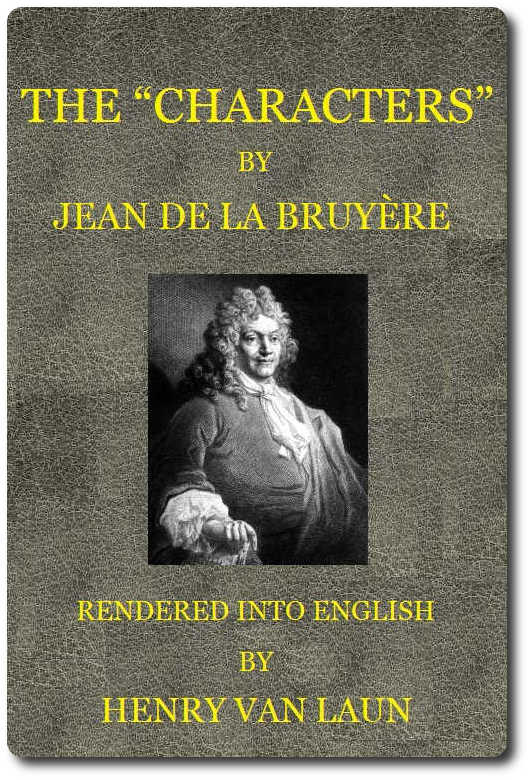 THE “CHARACTERS”
BY
JEAN DE LA BRUYÈRE
RENDERED INTO ENGLISH
BY
HENRY VAN LAUN